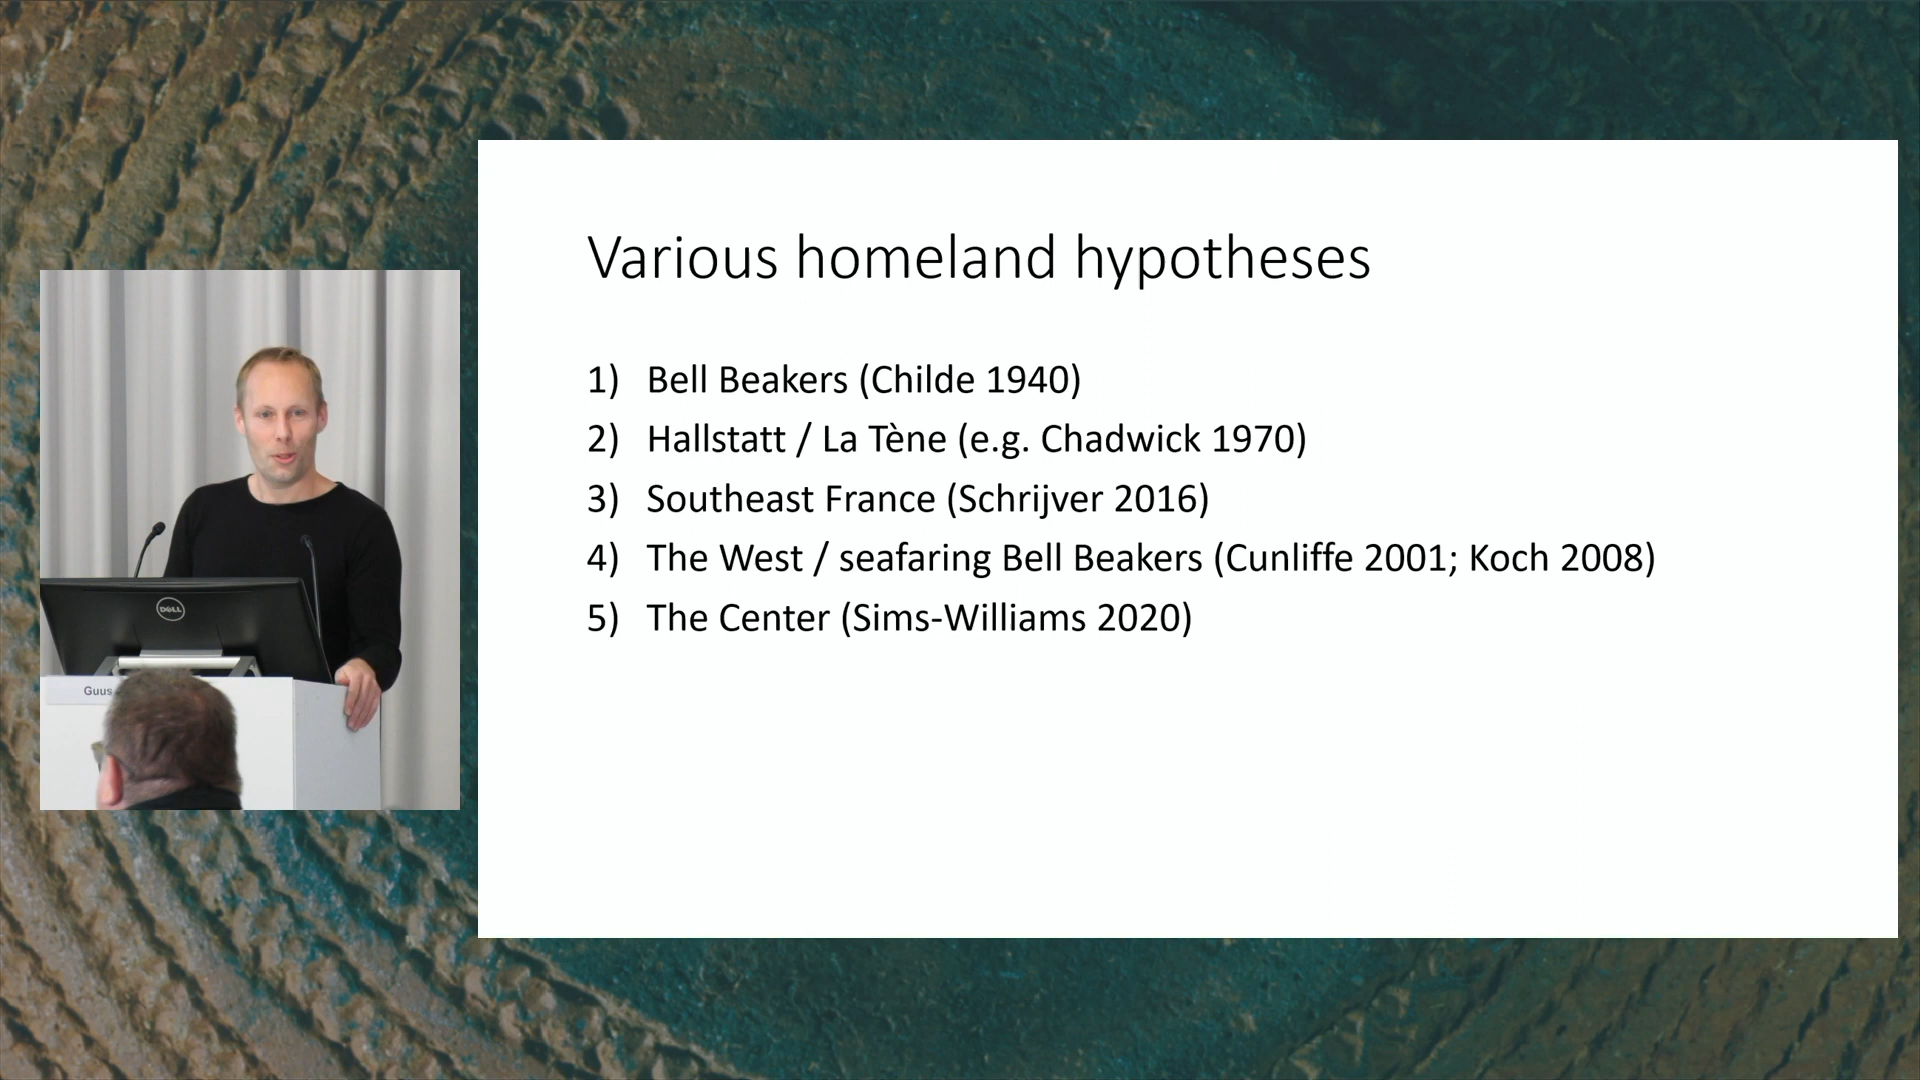 Various homeland hypotheses
1) Bell Beakers (Childe 1940)
2) Hallstatt / La Tène (e.g. Chadwick 1970)
3) Southeast France (Schrijver 2016)
4) The West / seafaring Bell Beakers (Cunliffe 2001; Koch 2008)
5) The Center (Sims-Williams 2020)
DELL
Guus